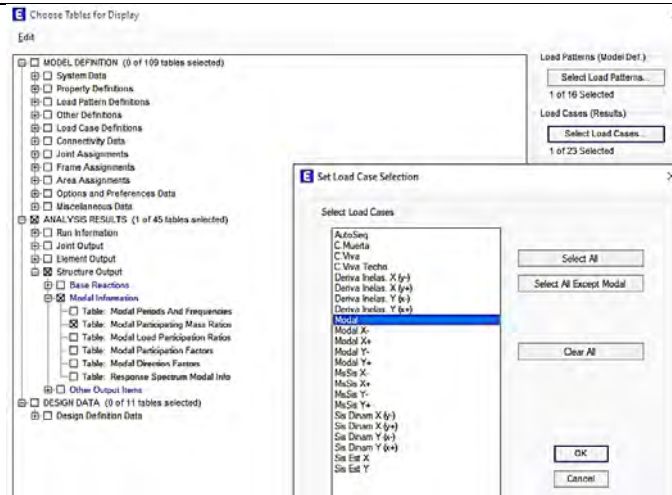 E Choose Tables for Display
Edit
MODEL DEFINITION (0 of 109 tables selected)
System Data
Property Definitions
Load Pattern Definitions
Other Definitions
Load Case Definitions
Connectivity Data
Joint Assignments
Frame Assignments
Area Assignments
Options and Preferences Data
Miscellaneous Data
ANALYSIS RESULTS (1 of 45 tables selected)
Run Information
Joint Output
Element Output
Structure Output
Base Reactions
Modal Information
Table: Modal Periods And Frequencies
Table: Modal Participating Mass Ratios
Table: Modal Load Participation Ratios
Table: Modal Participation Factors
Table: Modal Direction Factors
Table: Response Spectrum Modal Info
Other Output Items
DESIGN DATA (0 of 11 tables selected)
Design Definition Data
Load Patterns (Model Def.)
Select Load Patterns...
1 of 16 Selected
Load Cases (Results)
Select Load Cases...
1 of 23 Selected
E Set Load Case Selection
Select Load Cases
AutoSeq
C.Muerta
C.Viva
C.Viva Techo
Deriva Inelas. X (y-)
Deriva Inelas. X (y+)
Deriva Inelas. Y (x-)
Deriva Inelas. Y (x+)
Modal
Modal X-
Modal X+
Modal Y-
Modal Y+
MsSis X-
MsSis X+
MsSis Y-
MsSis Y+
Sis Dinam X (y-)
Sis Dinam X (y+)
Sis Dinam Y (x-)
Sis Dinam Y (x+)
Sis Est X
Sis Est Y
Select All
Select All Except Modal
Clear All
OK
Cancel